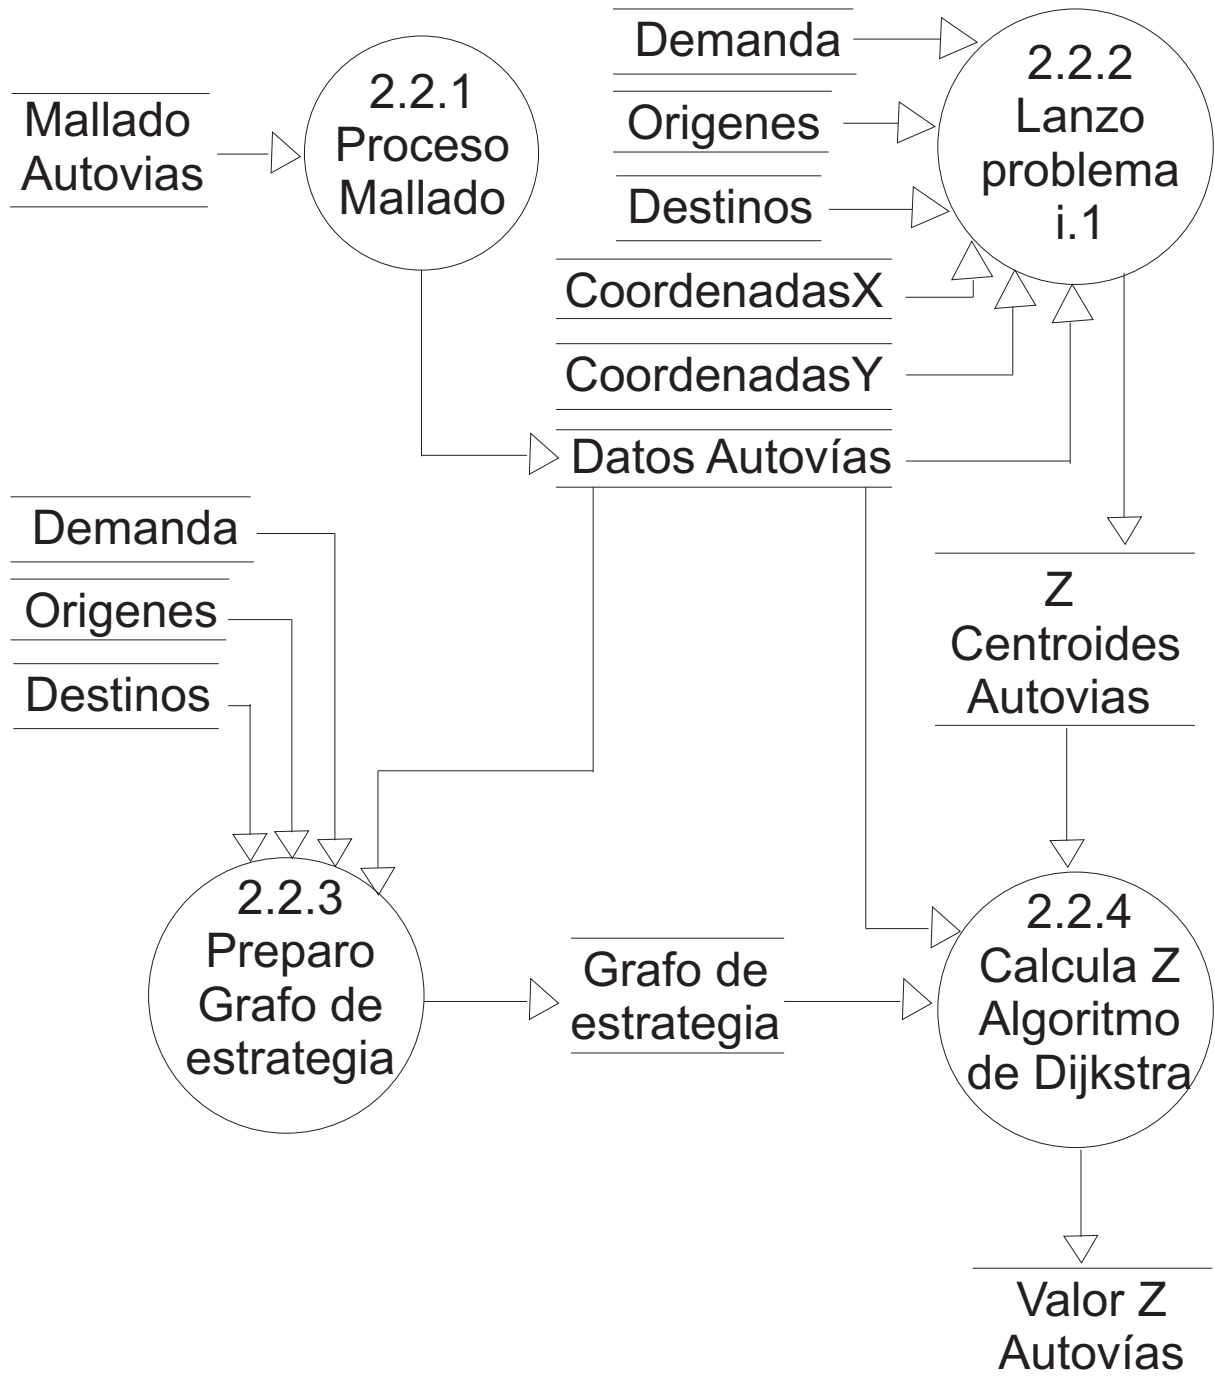 Mallado
Autovias
2.2.1
Proceso
Mallado
Demanda
Origenes
Destinos
CoordenadasX
CoordenadasY
Datos Autovías
2.2.2
Lanzo
problema
i.1
Demanda
Origenes
Destinos
Z
Centroides
Autovias
2.2.3
Preparo
Grafo de
estrategia
Grafo de
estrategia
2.2.4
Calcula Z
Algoritmo
de Dijkstra
Valor Z
Autovías